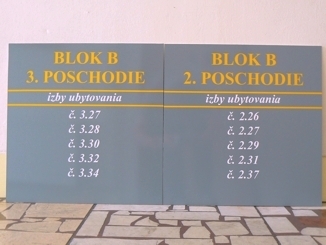 BLOK B
3. POSCHODIE
izby ubytovania
č. 3.27
č. 3.28
č. 3.30
č. 3.32
č. 3.34
BLOK B
2. POSCHODIE
izby ubytovania
č. 2.26
č. 2.27
č. 2.29
č. 2.31
č. 2.37